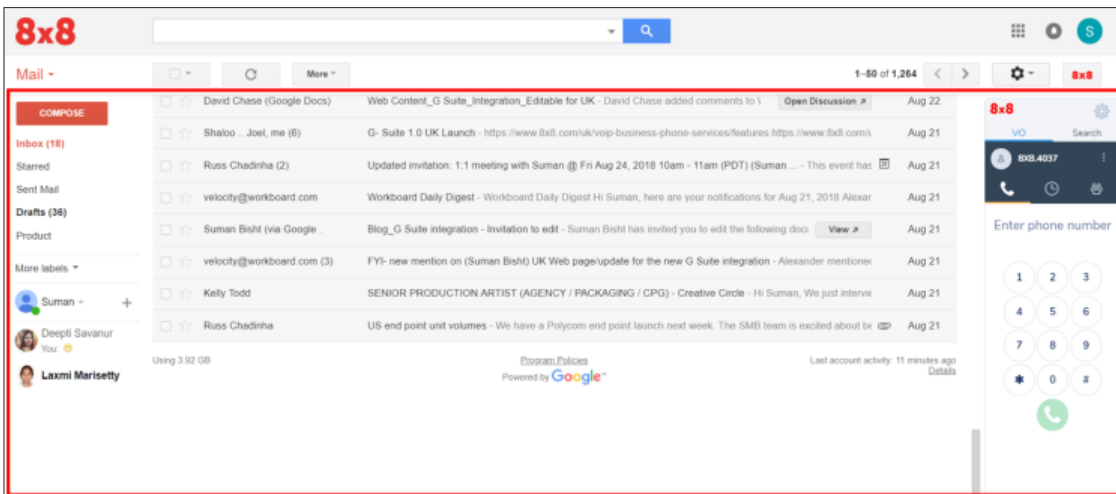 8x8
S
Mail
More
1–50 of 1,264
8x8
COMPOSE
Inbox (18)
Starred
Sent Mail
Drafts (36)
Product
More labels
Suman
+
Deepti Savanur
You:
Laxmi Marisetty
David Chase (Google Docs) Web Content_G Suite_Integration_Editable for UK - David Chase added comments to Open Discussion Aug 22
Shaloo .. Joel, me (6) G- Suite 1.0 UK Launch - https://www.8x8.com/uk/voip-business-phone-services/features https://www.8x8.com/ Aug 21
Russ Chadinha (2) Updated invitation: 1:1 meeting with Suman @ Fri Aug 24, 2018 10am - 11am (PDT) (Suman ... - This event has Aug 21
velocity@workboard.com Workboard Daily Digest - Workboard Daily Digest Hi Suman, here are your notifications for Aug 21, 2018 Alexar Aug 21
Suman Bisht (via Google . Blog_G Suite integration - Invitation to edit - Suman Bisht has invited you to edit the following View Aug 21
velocity@workboard.com (3) FYI- new mention on (Suman Bisht) UK Web page/update for the new G Suite integration - Alexander mentioned Aug 21
Kelly Todd SENIOR PRODUCTION ARTIST (AGENCY / PACKAGING / CPG) - Creative Circle - Hi Suman, We just intervie Aug 21
Russ Chadinha US end point unit volumes - We have a Polycom end point launch next week. The SMB team is excited about be Aug 21
Using 3.92 GB
Program Policies
Powered by Google™
Last account activity: 11 minutes ago
Details
8x8
VO Search
8X8.4037
Enter phone number
1 2 3
4 5 6
7 8 9
* 0 #